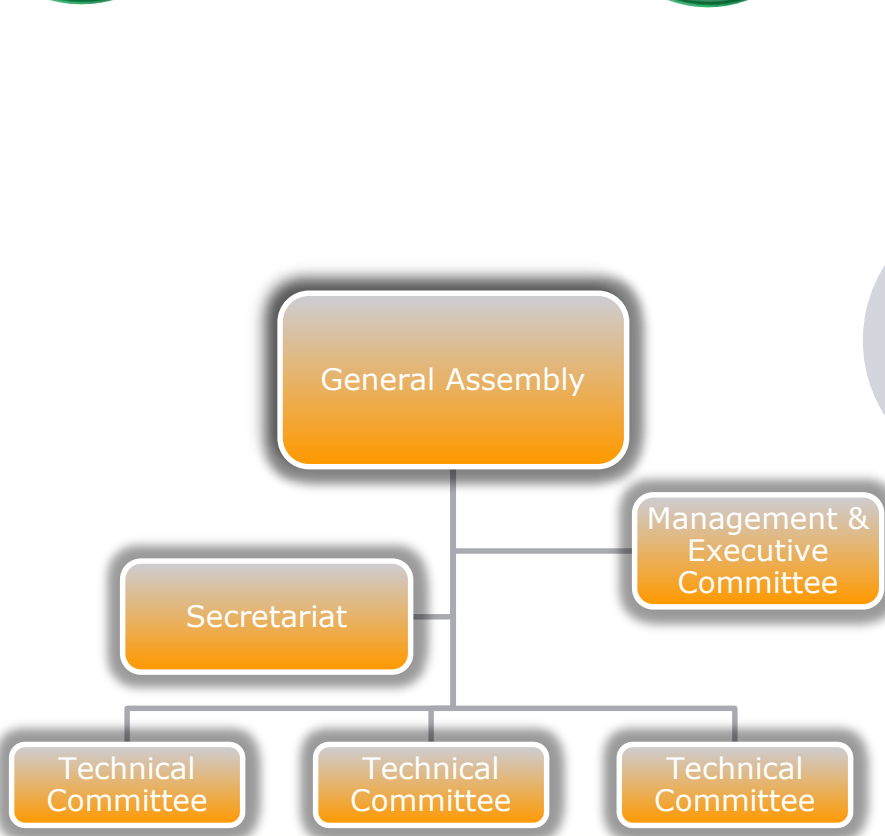 General Assembly
Management &
Executive
Committee
Secretariat
Technical
Committee
Technical
Committee
Technical
Committee